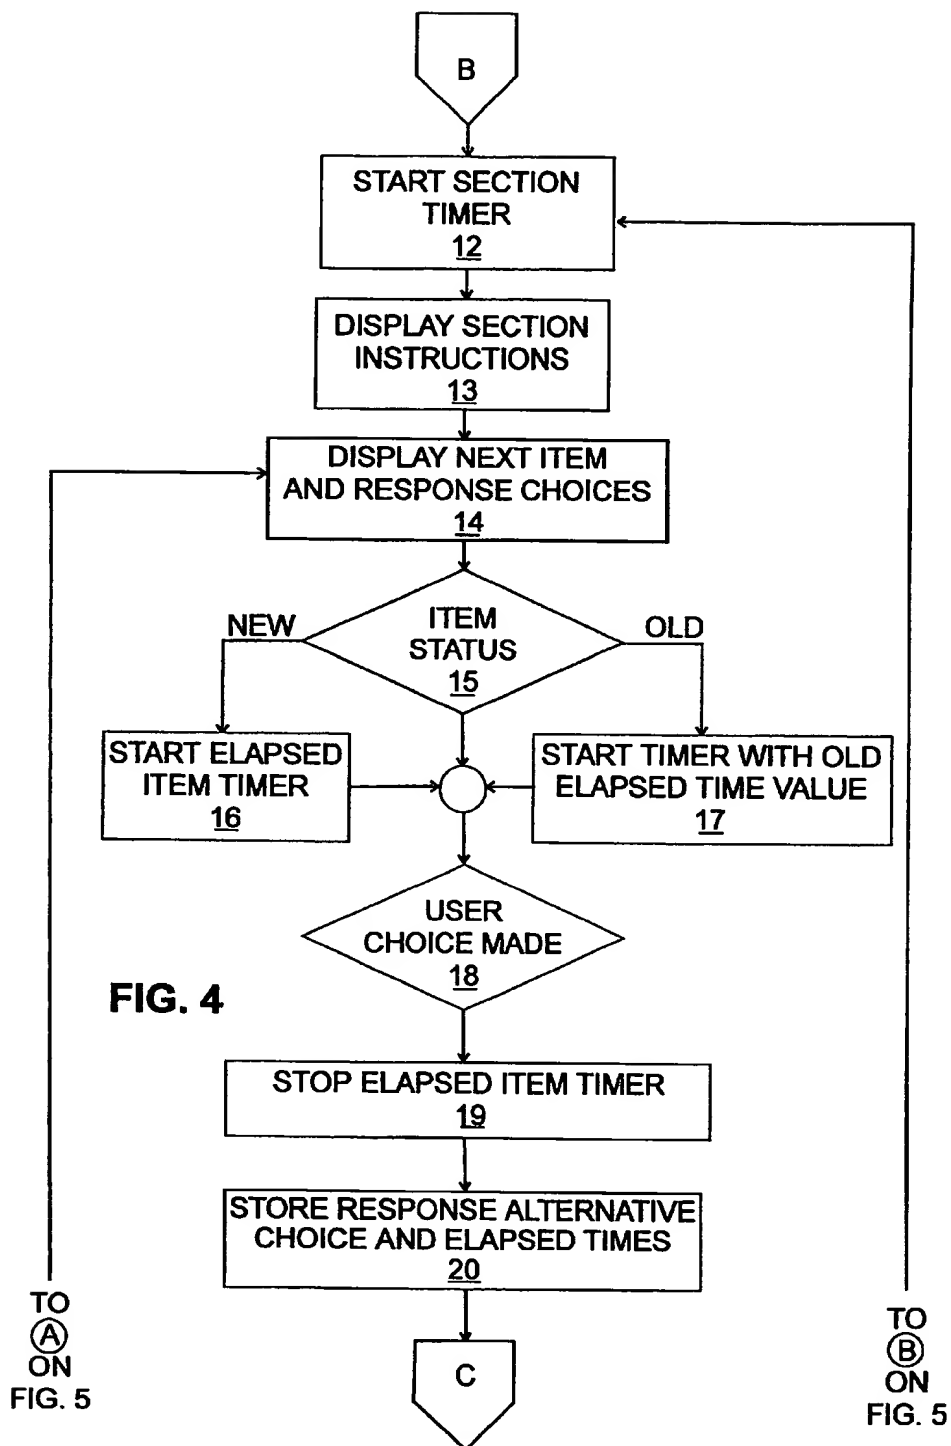 B
START SECTION
TIMER
12
DISPLAY SECTION
INSTRUCTIONS
13
DISPLAY NEXT ITEM
AND RESPONSE CHOICES
14
NEW
ITEM
STATUS
15
OLD
START ELAPSED
ITEM TIMER
16
START TIMER WITH OLD
ELAPSED TIME VALUE
17
USER
CHOICE MADE
18
FIG. 4
STOP ELAPSED ITEM TIMER
19
STORE RESPONSE ALTERNATIVE
CHOICE AND ELAPSED TIMES
20
TO
A
ON
FIG. 5
C
TO
B
ON
FIG. 5